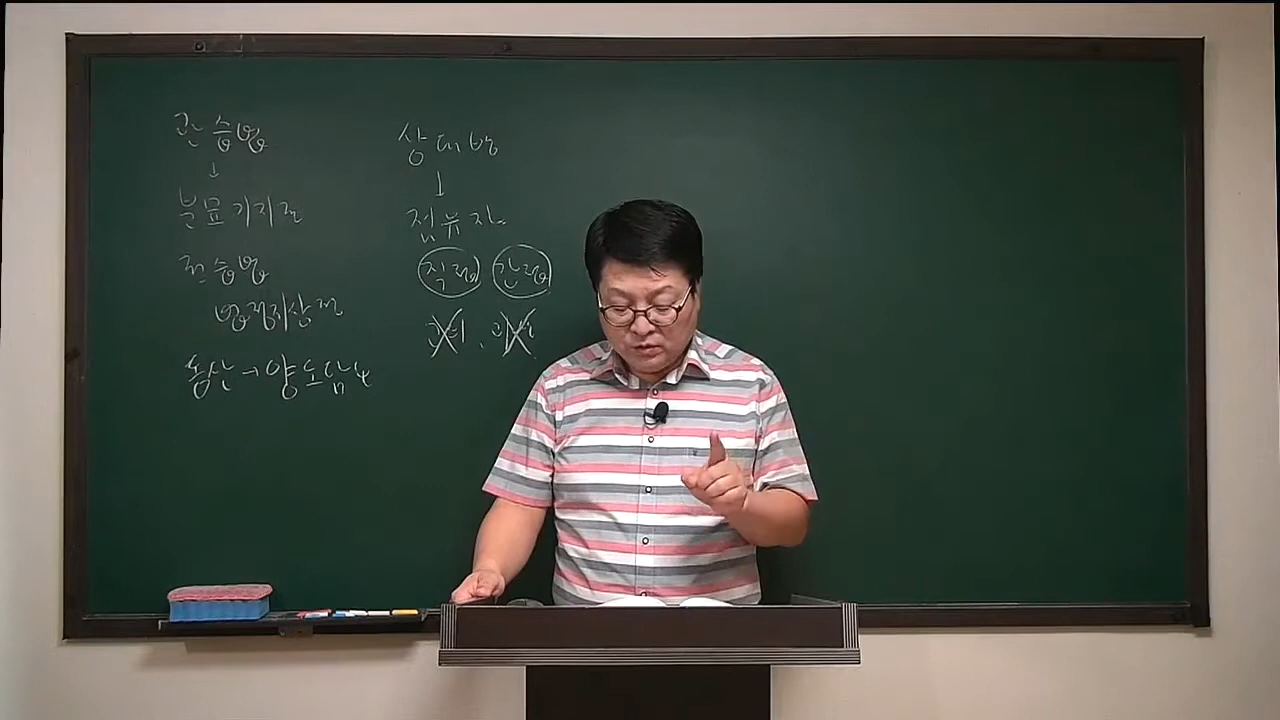 관습법
↓
분묘기지권
관습법
법정지상권
동산 → 양도담보
상대방
↓
점유자
직접 간접